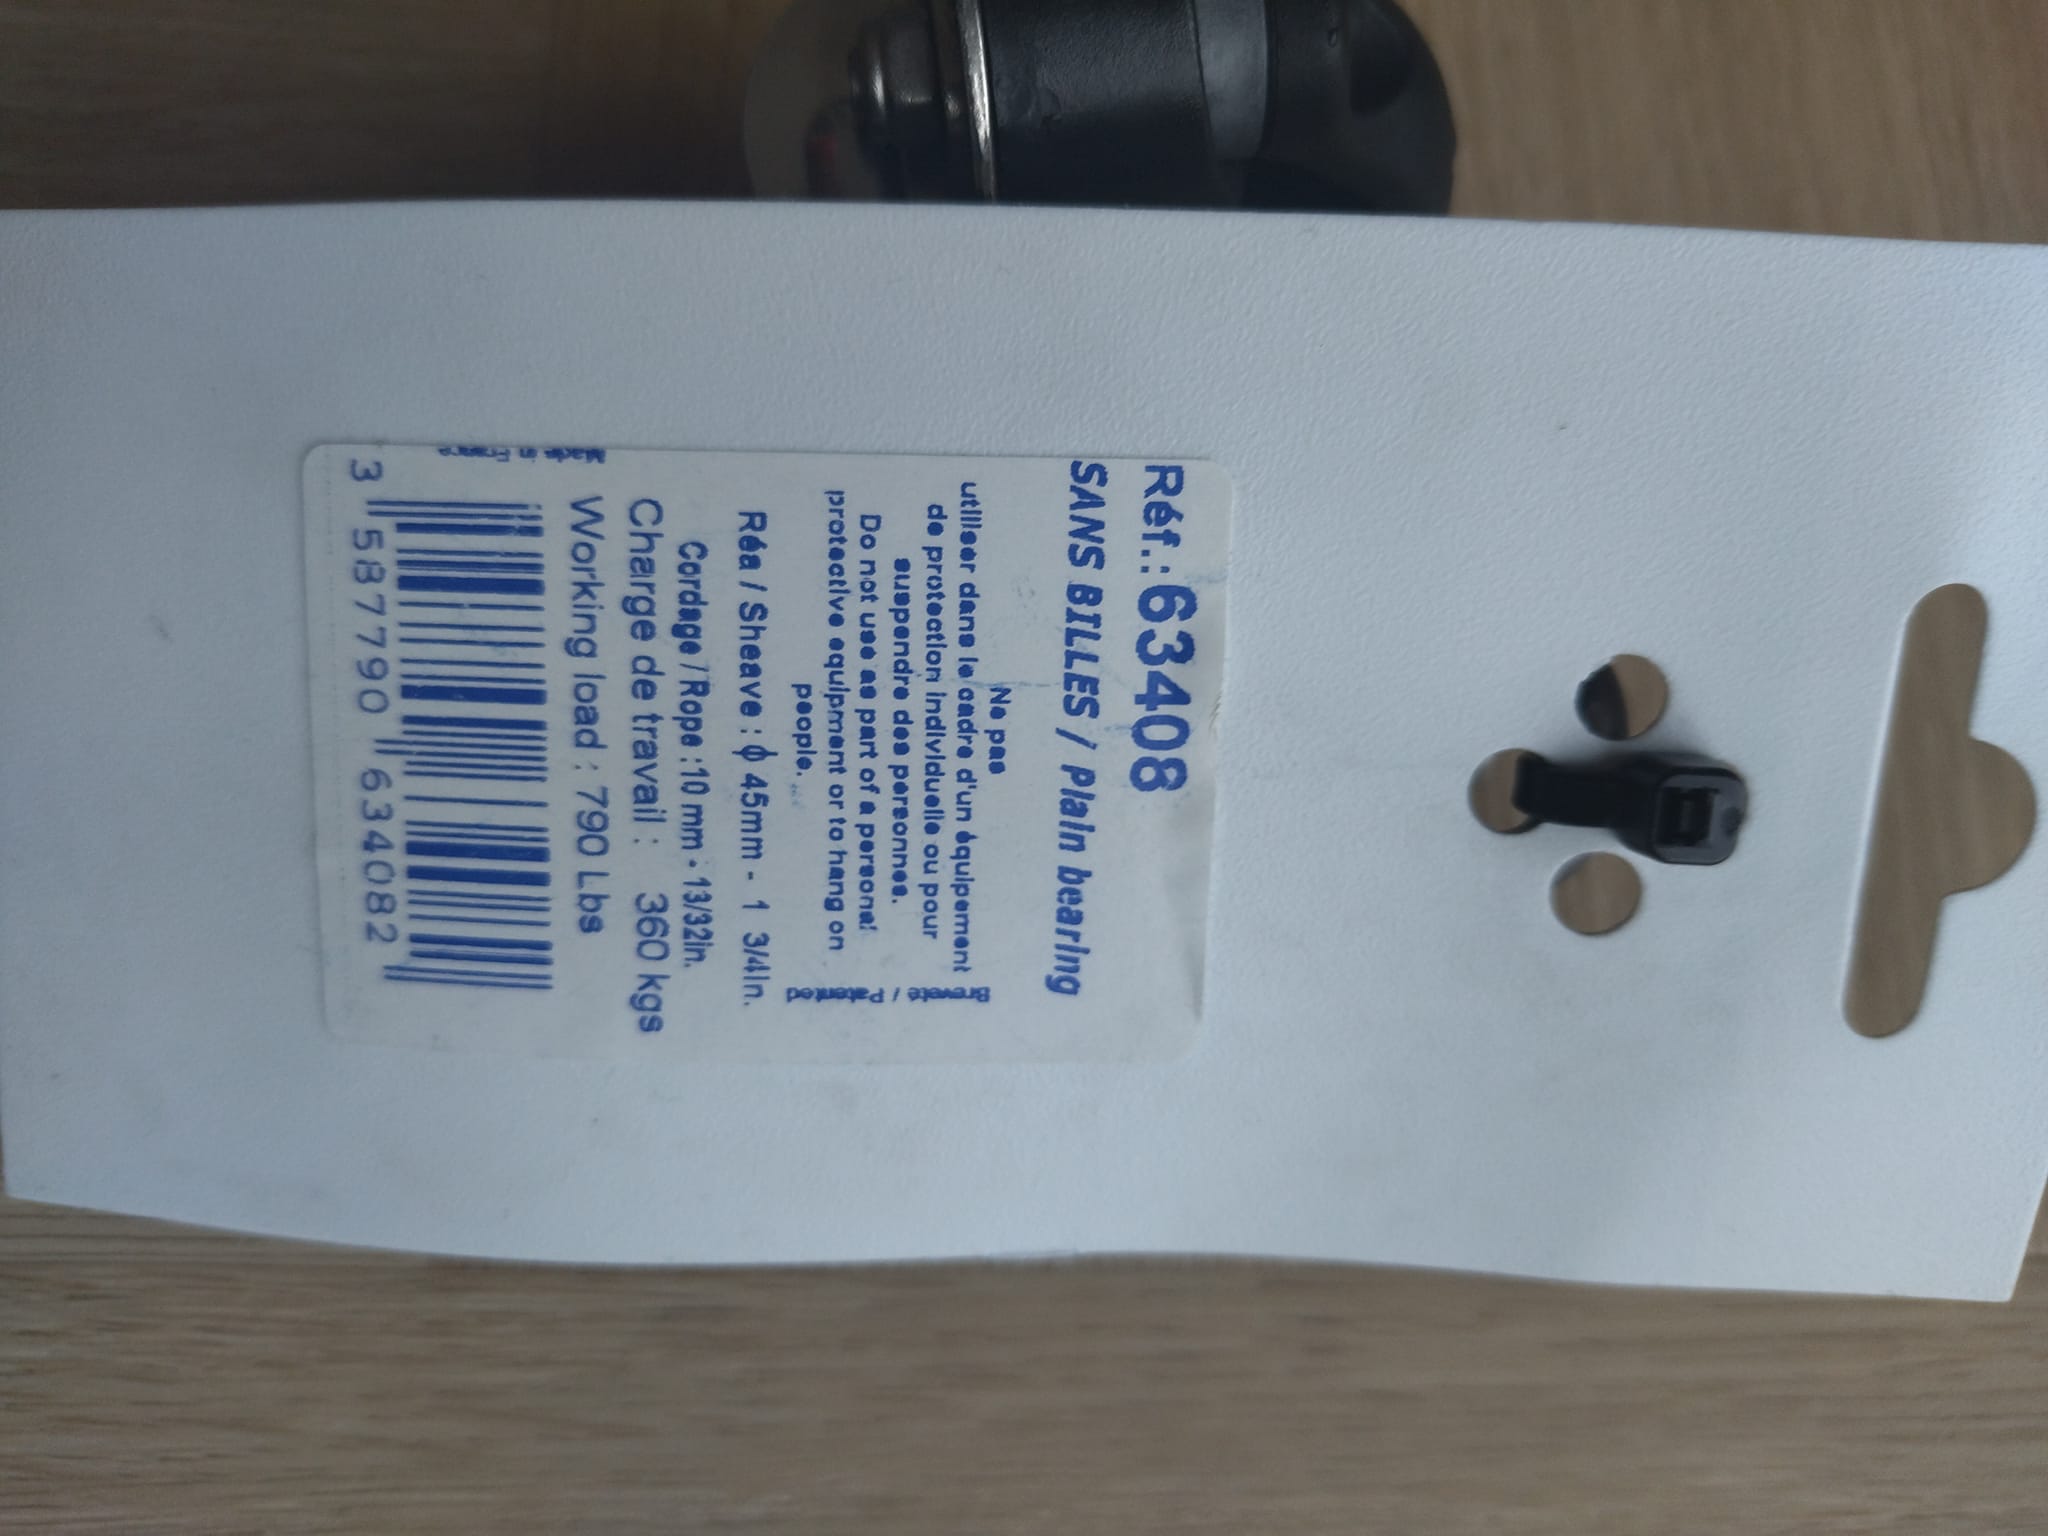 Réf.: 63408
SANS BILLES / Plain bearing
Ne pas
utiliser dans le cadre d'un équipement
de protection individuelle ou pour
suspendre des personnes.
Do not use as part of a personal
protective equipment or to hang on
people.
Breveté / Patented
Réa / Sheave : ϕ 45mm - 1 3/4in.
Cordage / Rope : 10 mm - 13/32in.
Charge de travail : 360 kgs
Working load : 790 Lbs
3 587790 634082